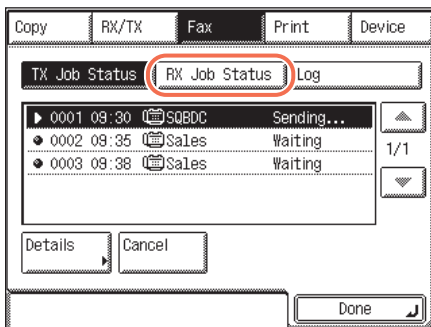 Copy RX/TX Fax Print Device
TX Job Status RX Job Status Log
0001 09:30 SQBDC Sending...
0002 09:35 Sales Waiting
0003 09:38 Sales Waiting
1/1
Details Cancel
Done